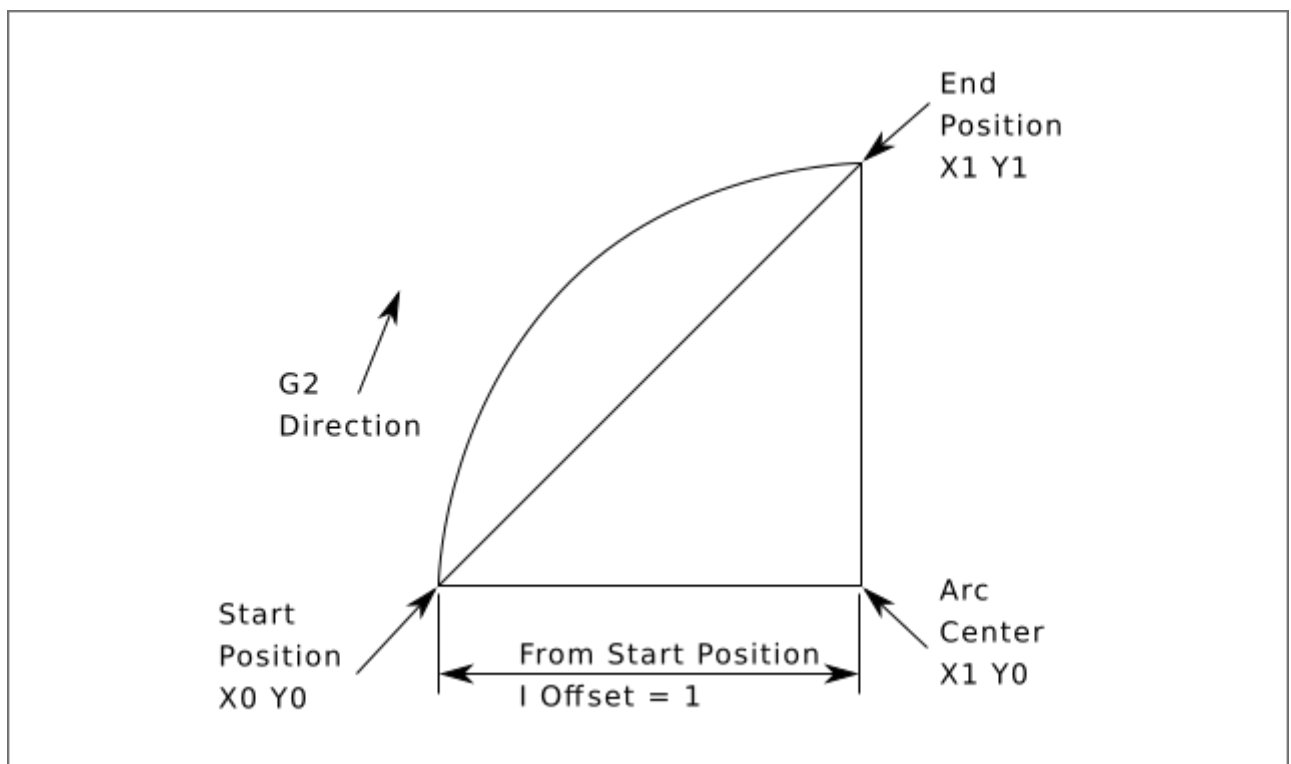 End
Position
X1 Y1
G2
Direction
Start
Position
X0 Y0
From Start Position
I Offset = 1
Arc
Center
X1 Y0